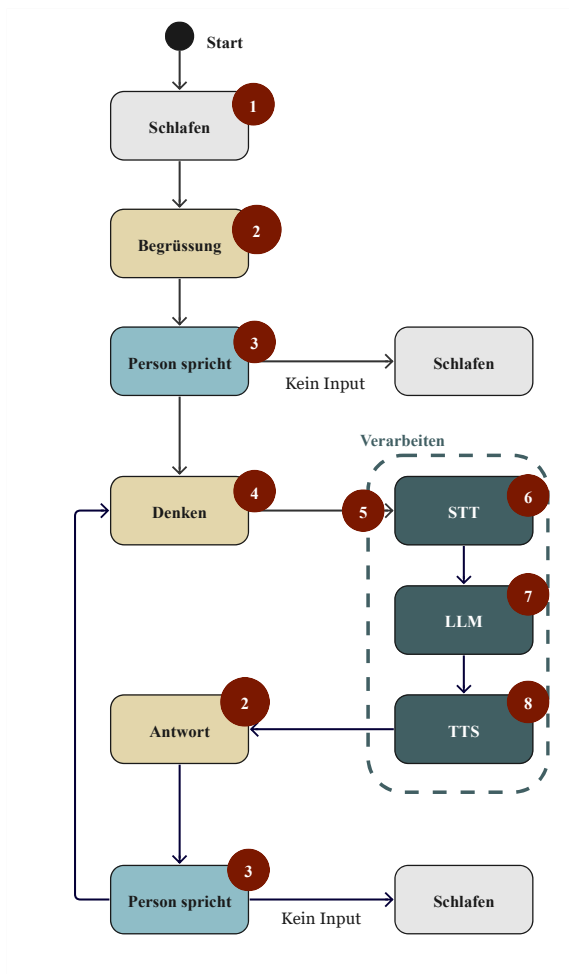 Start
1
Schlafen
2
Begrüssung
3
Person spricht
Kein Input
Schlafen
Verarbeiten
4
Denken
5
6
STT
7
LLM
2
Antwort
8
TTS
3
Person spricht
Kein Input
Schlafen